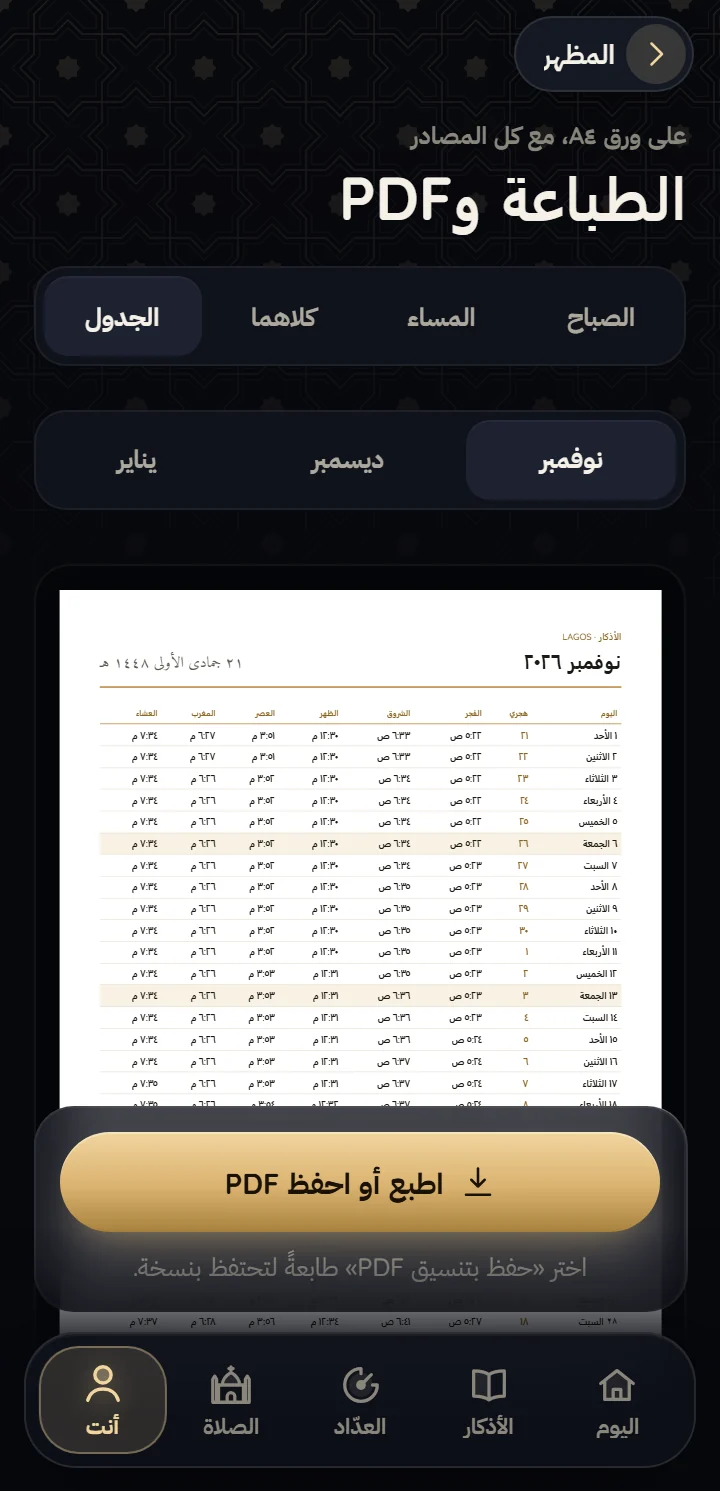 المظهر
على ورق A٤، مع كل المصادر
الطباعة وPDF
الصباح المساء كلاهما الجدول
نوفمبر ديسمبر يناير
الأذكار · LAGOS
نوفمبر ٢٠٢٦ ٢١ جمادى الأولى ١٤٤٨ هـ
اليوم هجري الفجر الشروق الظهر العصر المغرب العشاء
١ الأحد ٢١ ٥:٢٢ ص ٦:٣٣ ص ١٢:٣٠ م ٣:٥١ م ٦:٢٧ م ٧:٣٤ م
٢ الاثنين ٢٢ ٥:٢٢ ص ٦:٣٣ ص ١٢:٣٠ م ٣:٥١ م ٦:٢٧ م ٧:٣٤ م
٣ الثلاثاء ٢٣ ٥:٢٢ ص ٦:٣٤ ص ١٢:٣٠ م ٣:٥٢ م ٦:٢٦ م ٧:٣٤ م
٤ الأربعاء ٢٤ ٥:٢٢ ص ٦:٣٤ ص ١٢:٣٠ م ٣:٥٢ م ٦:٢٦ م ٧:٣٤ م
٥ الخميس ٢٥ ٥:٢٢ ص ٦:٣٤ ص ١٢:٣٠ م ٣:٥٢ م ٦:٢٦ م ٧:٣٤ م
٦ الجمعة ٢٦ ٥:٢٢ ص ٦:٣٤ ص ١٢:٣٠ م ٣:٥٢ م ٦:٢٦ م ٧:٣٤ م
٧ السبت ٢٧ ٥:٢٣ ص ٦:٣٤ ص ١٢:٣٠ م ٣:٥٢ م ٦:٢٦ م ٧:٣٤ م
٨ الأحد ٢٨ ٥:٢٣ ص ٦:٣٥ ص ١٢:٣٠ م ٣:٥٢ م ٦:٢٦ م ٧:٣٤ م
٩ الاثنين ٢٩ ٥:٢٣ ص ٦:٣٥ ص ١٢:٣٠ م ٣:٥٢ م ٦:٢٦ م ٧:٣٤ م
١٠ الثلاثاء ٣٠ ٥:٢٣ ص ٦:٣٥ ص ١٢:٣٠ م ٣:٥٢ م ٦:٢٦ م ٧:٣٤ م
١١ الأربعاء ١ ٥:٢٣ ص ٦:٣٥ ص ١٢:٣٠ م ٣:٥٢ م ٦:٢٦ م ٧:٣٤ م
١٢ الخميس ٢ ٥:٢٣ ص ٦:٣٥ ص ١٢:٣١ م ٣:٥٣ م ٦:٢٦ م ٧:٣٤ م
١٣ الجمعة ٣ ٥:٢٣ ص ٦:٣٦ ص ١٢:٣١ م ٣:٥٣ م ٦:٢٦ م ٧:٣٤ م
١٤ السبت ٤ ٥:٢٣ ص ٦:٣٦ ص ١٢:٣١ م ٣:٥٣ م ٦:٢٦ م ٧:٣٤ م
١٥ الأحد ٥ ٥:٢٤ ص ٦:٣٦ ص ١٢:٣١ م ٣:٥٣ م ٦:٢٦ م ٧:٣٤ م
١٦ الاثنين ٦ ٥:٢٤ ص ٦:٣٧ ص ١٢:٣١ م ٣:٥٣ م ٦:٢٦ م ٧:٣٤ م
١٧ الثلاثاء ٧ ٥:٢٤ ص ٦:٣٧ ص ١٢:٣١ م ٣:٥٣ م ٦:٢٦ م ٧:٣٥ م
١٨ الأربعاء ٨ ٥:٢٤ ص ٦:٣٧ ص ١٢:٣٢ م ٣:٥٤ م ٦:٢٦ م ٧:٣٥ م
اطبع أو احفظ PDF
اختر «حفظ بتنسيق PDF» طابعةً لتحتفظ بنسخة.
٢٨ السبت ١٨ ٥:٢٧ ص ٦:٤١ ص ١٢:٣٤ م ٣:٥٦ م ٦:٢٨ م ٧:٣٧ م
اليوم الأذكار العدّاد الصلاة أنت